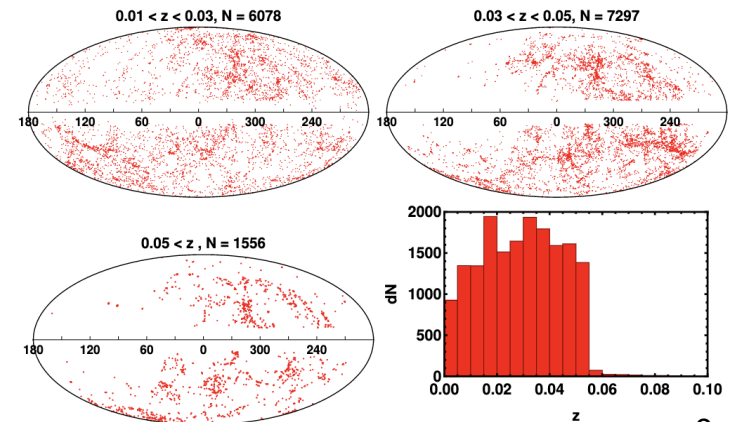 0.01 < z < 0.03, N = 6078
0.03 < z < 0.05, N = 7297
180 120 60 0 300 240
180 120 60 0 300 240
0.05 < z , N = 1556
180 120 60 0 300 240
2000
1500
1000
500
0
dN
0.00 0.02 0.04 0.06 0.08 0.10
z